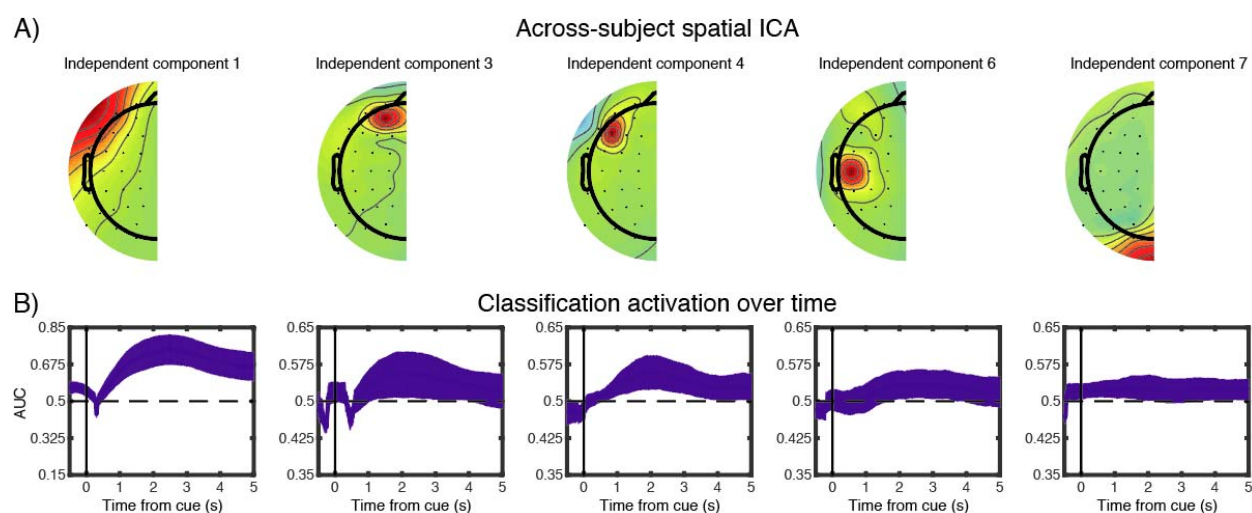 A)
Across-subject spatial ICA
Independent component 1
Independent component 3
Independent component 4
Independent component 6
Independent component 7
B)
Classification activation over time
0.85
0.675
0.5
0.325
0.15
AUC
0 1 2 3 4 5
Time from cue (s)
0.65
0.575
0.5
0.425
0.35
0 1 2 3 4 5
Time from cue (s)
0.65
0.575
0.5
0.425
0.35
0 1 2 3 4 5
Time from cue (s)
0.65
0.575
0.5
0.425
0.35
0 1 2 3 4 5
Time from cue (s)
0.65
0.575
0.5
0.425
0.35
0 1 2 3 4 5
Time from cue (s)